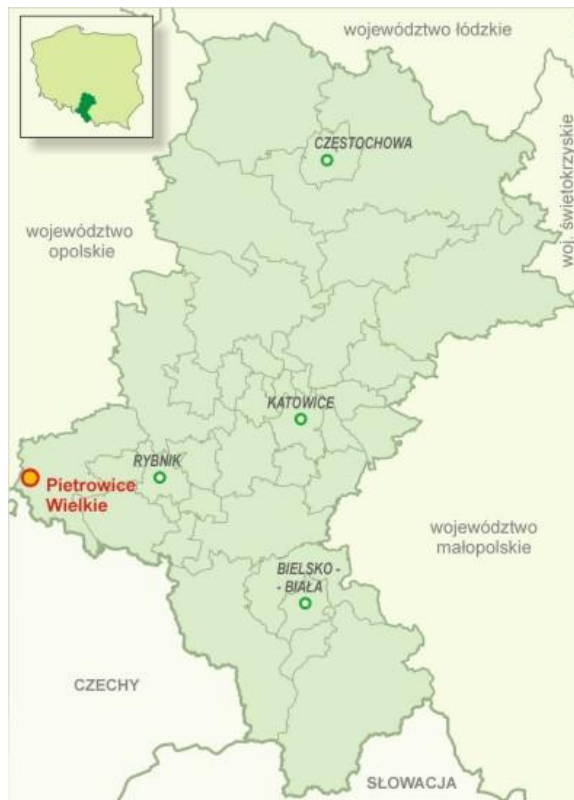 województwo łódzkie
CZĘSTOCHOWA
woj. świętokrzyskie
województwo
opolskie
KATOWICE
RYBNIK
Pietrowice
Wielkie
województwo
małopolskie
BIELSKO -
- BIAŁA
CZECHY
SŁOWACJA